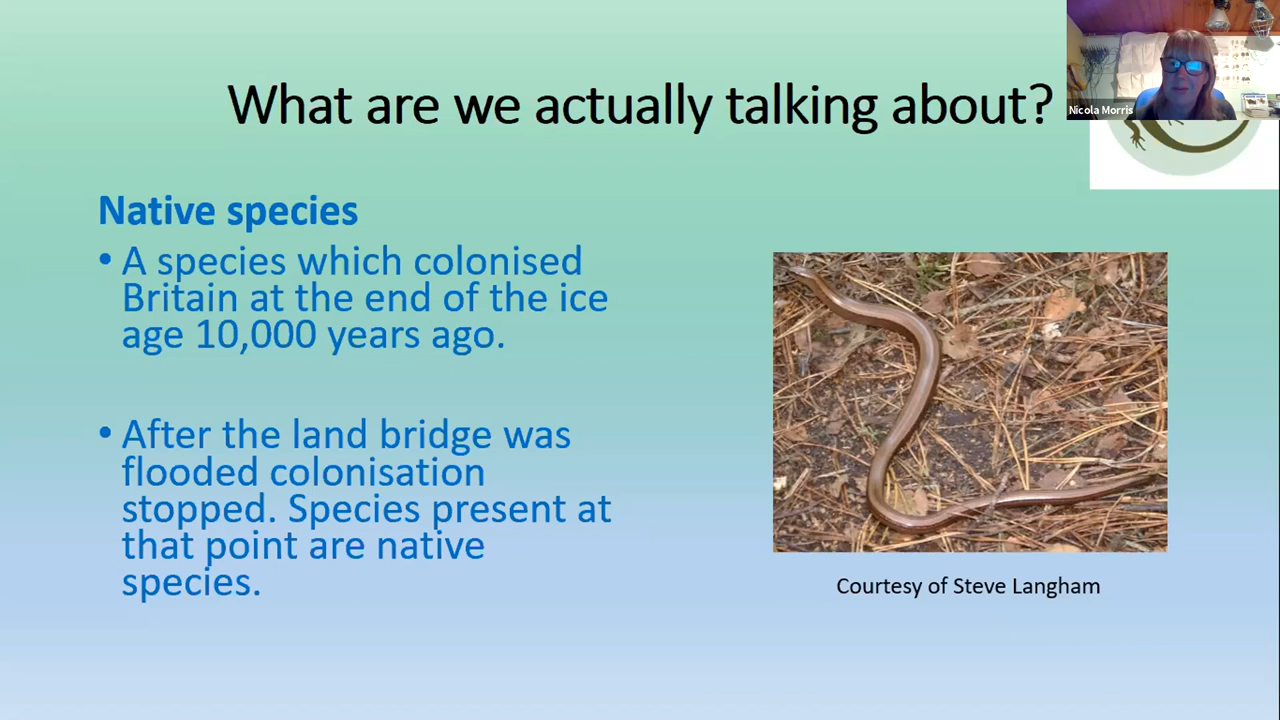 What are we actually talking about?
Nicola Morris
Native species
• A species which colonised
Britain at the end of the ice
age 10,000 years ago.
• After the land bridge was
flooded colonisation
stopped. Species present at
that point are native
species.
Courtesy of Steve Langham